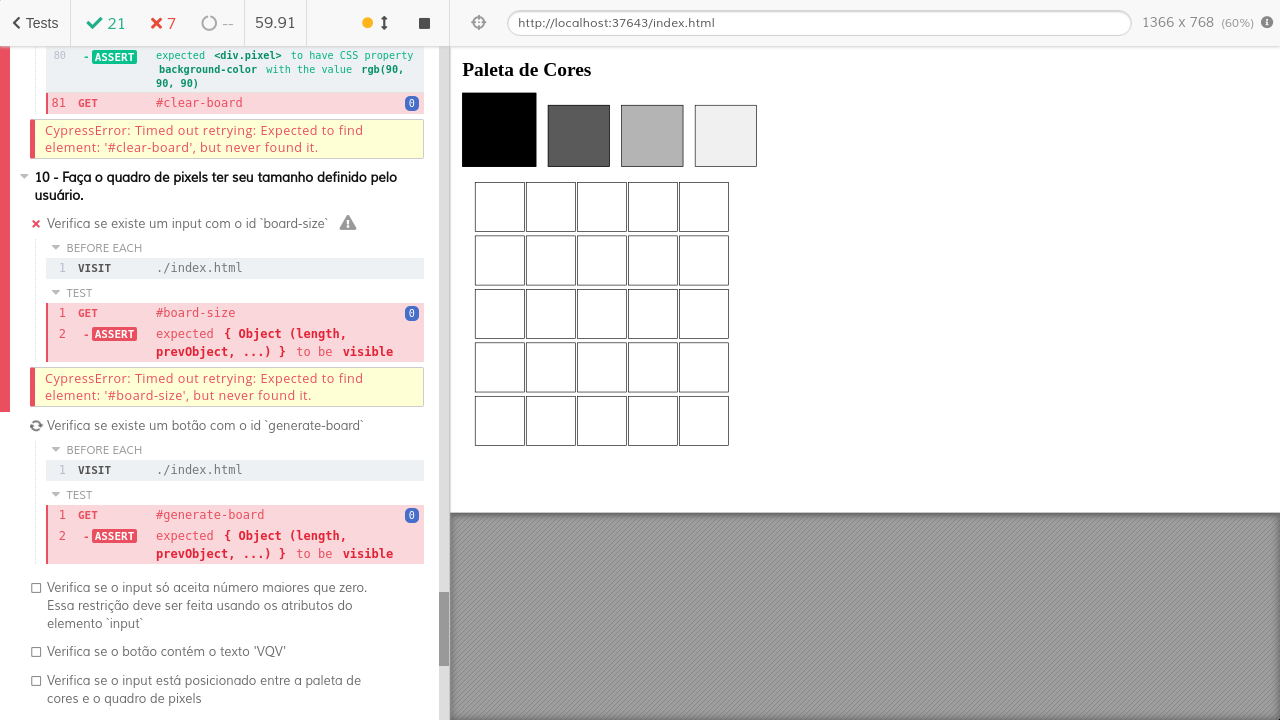 Tests
21
7
--
59.91
http://localhost:37643/index.html
1366 x 768 (60%)
80 - ASSERT expected <div.pixel> to have CSS property
background-color with the value rgb(90,
90, 90)
81 GET #clear-board 0
CypressError: Timed out retrying: Expected to find
element: '#clear-board', but never found it.
10 - Faça o quadro de pixels ter seu tamanho definido pelo
usuário.
Verifica se existe um input com o id `board-size`
BEFORE EACH
1 VISIT ./index.html
TEST
1 GET #board-size 0
2 - ASSERT expected { Object (length,
prevObject, ...) } to be visible
CypressError: Timed out retrying: Expected to find
element: '#board-size', but never found it.
Verifica se existe um botão com o id `generate-board`
BEFORE EACH
1 VISIT ./index.html
TEST
1 GET #generate-board 0
2 - ASSERT expected { Object (length,
prevObject, ...) } to be visible
Verifica se o input só aceita número maiores que zero.
Essa restrição deve ser feita usando os atributos do
elemento `input`
Verifica se o botão contém o texto 'VQV'
Verifica se o input está posicionado entre a paleta de
cores e o quadro de pixels
Paleta de Cores